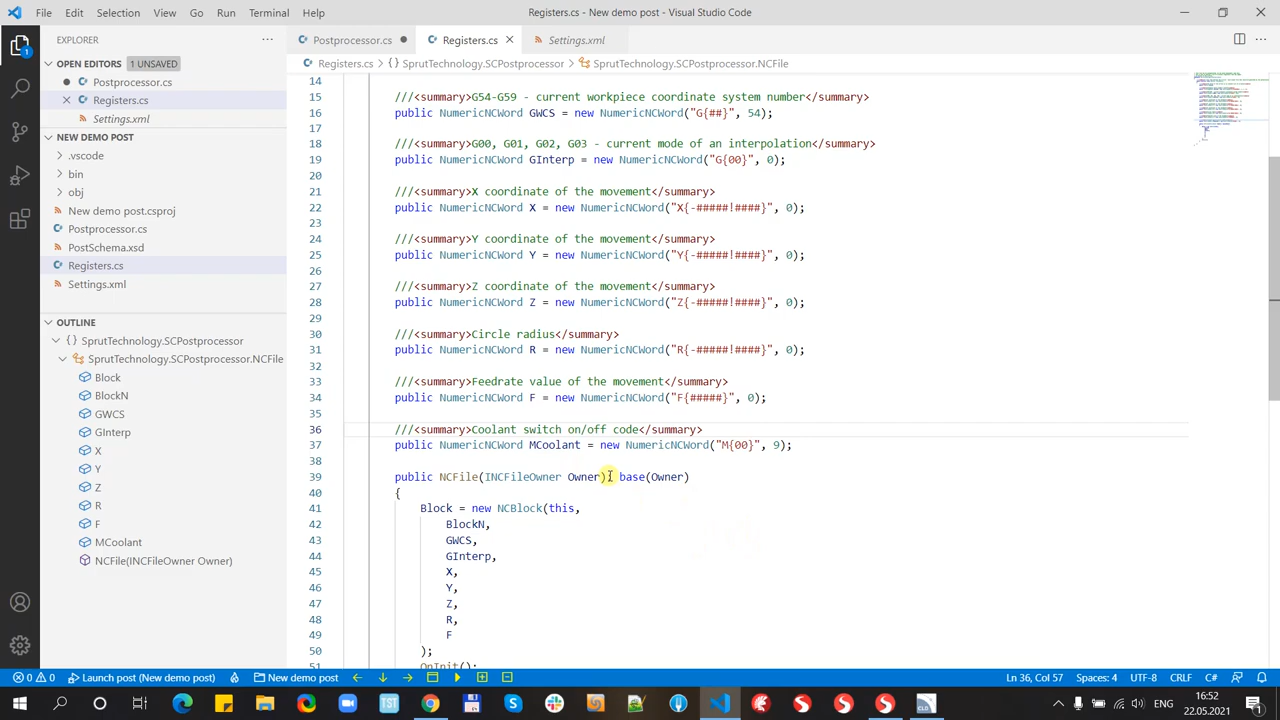 File Edit Selection View Go Run Terminal Help
Registers.cs - New demo post - Visual Studio Code
EXPLORER
OPEN EDITORS 1 UNSAVED
Postprocessor.cs
Registers.cs
Settings.xml
NEW DEMO POST
.vscode
bin
obj
New demo post.csproj
Postprocessor.cs
PostSchema.xsd
Registers.cs
Settings.xml
OUTLINE
SprutTechnology.SCPostprocessor
SprutTechnology.SCPostprocessor.NCFile
Block
BlockN
GWCS
GInterp
X
Y
Z
R
F
MCoolant
NCFile(INCFileOwner Owner)
Postprocessor.cs
Registers.cs
Settings.xml
Registers.cs > { } SprutTechnology.SCPostprocessor > SprutTechnology.SCPostprocessor.NCFile
14
15 ///<summary>
16 public = new NumericNCWord("G{##}", 54);
17
18 ///<summary>G00, G01, G02, G03 - current mode of an interpolation</summary>
19 public NumericNCWord GInterp = new NumericNCWord("G{00}", 0);
20
21 ///<summary>X coordinate of the movement</summary>
22 public NumericNCWord X = new NumericNCWord("X{-#####!####}", 0);
23
24 ///<summary>Y coordinate of the movement</summary>
25 public NumericNCWord Y = new NumericNCWord("Y{-#####!####}", 0);
26
27 ///<summary>Z coordinate of the movement</summary>
28 public NumericNCWord Z = new NumericNCWord("Z{-#####!####}", 0);
29
30 ///<summary>Circle radius</summary>
31 public NumericNCWord R = new NumericNCWord("R{-#####!####}", 0);
32
33 ///<summary>Feedrate value of the movement</summary>
34 public NumericNCWord F = new NumericNCWord("F{#####}", 0);
35
36 ///<summary>Coolant switch on/off code</summary>
37 public NumericNCWord MCoolant = new NumericNCWord("M{00}", 9);
38
39 public NCFile(INCFileOwner Owner): base(Owner)
40 {
41 Block = new NCBlock(this,
42 BlockN,
43 GWCS,
44 GInterp,
45 X,
46 Y,
47 Z,
48 R,
49 F
50 );
51 OnInit();
0 0 Launch post (New demo post) New demo post
Ln 36, Col 57 Spaces: 4 UTF-8 CRLF C#
ENG 16:52
22.05.2021